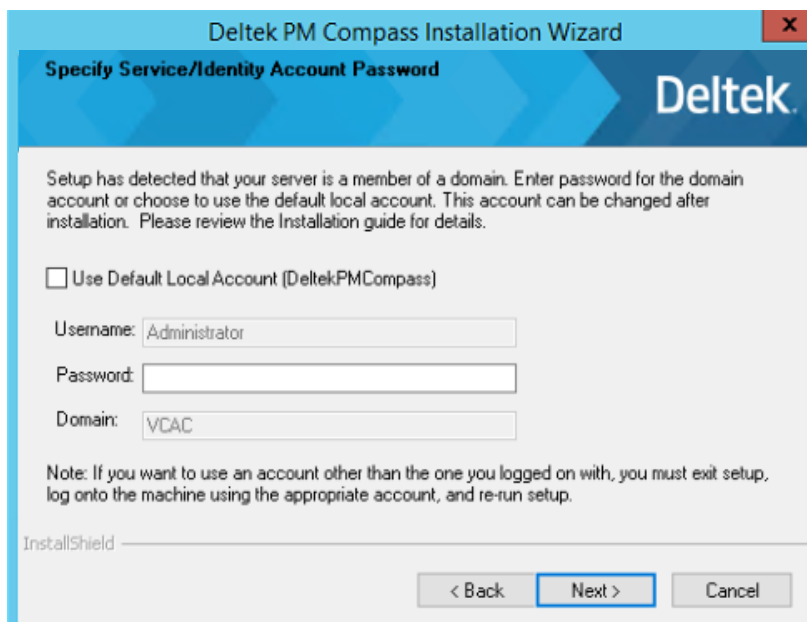 Deltek PM Compass Installation Wizard
x
Specify Service/Identity Account Password
Deltek.
Setup has detected that your server is a member of a domain. Enter password for the domain
account or choose to use the default local account. This account can be changed after
installation. Please review the Installation guide for details.
Use Default Local Account (DeltekPMCompass)
Username: Administrator
Password:
Domain: VCAC
Note: If you want to use an account other than the one you logged on with, you must exit setup,
log onto the machine using the appropriate account, and re-run setup.
InstallShield
< Back Next > Cancel